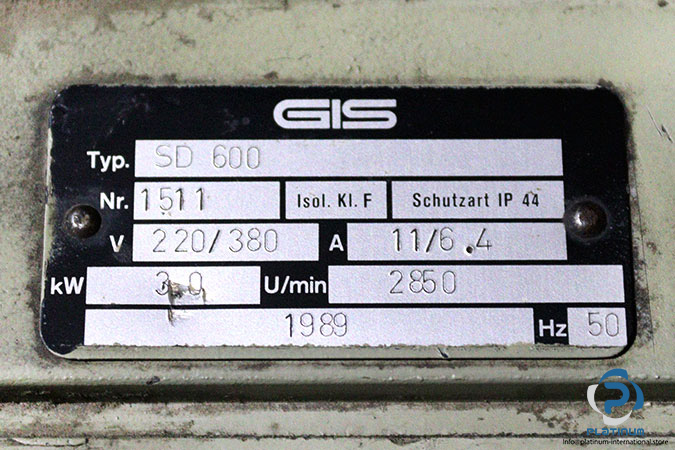 GIS
Typ. SD 600
Nr. 1511 Isol. Kl. F Schutzart IP 44
V 220/380 A 11/6.4
kW 3.0 U/min 2850
1989 Hz 50
PLATINUM
info@platinum-international.store